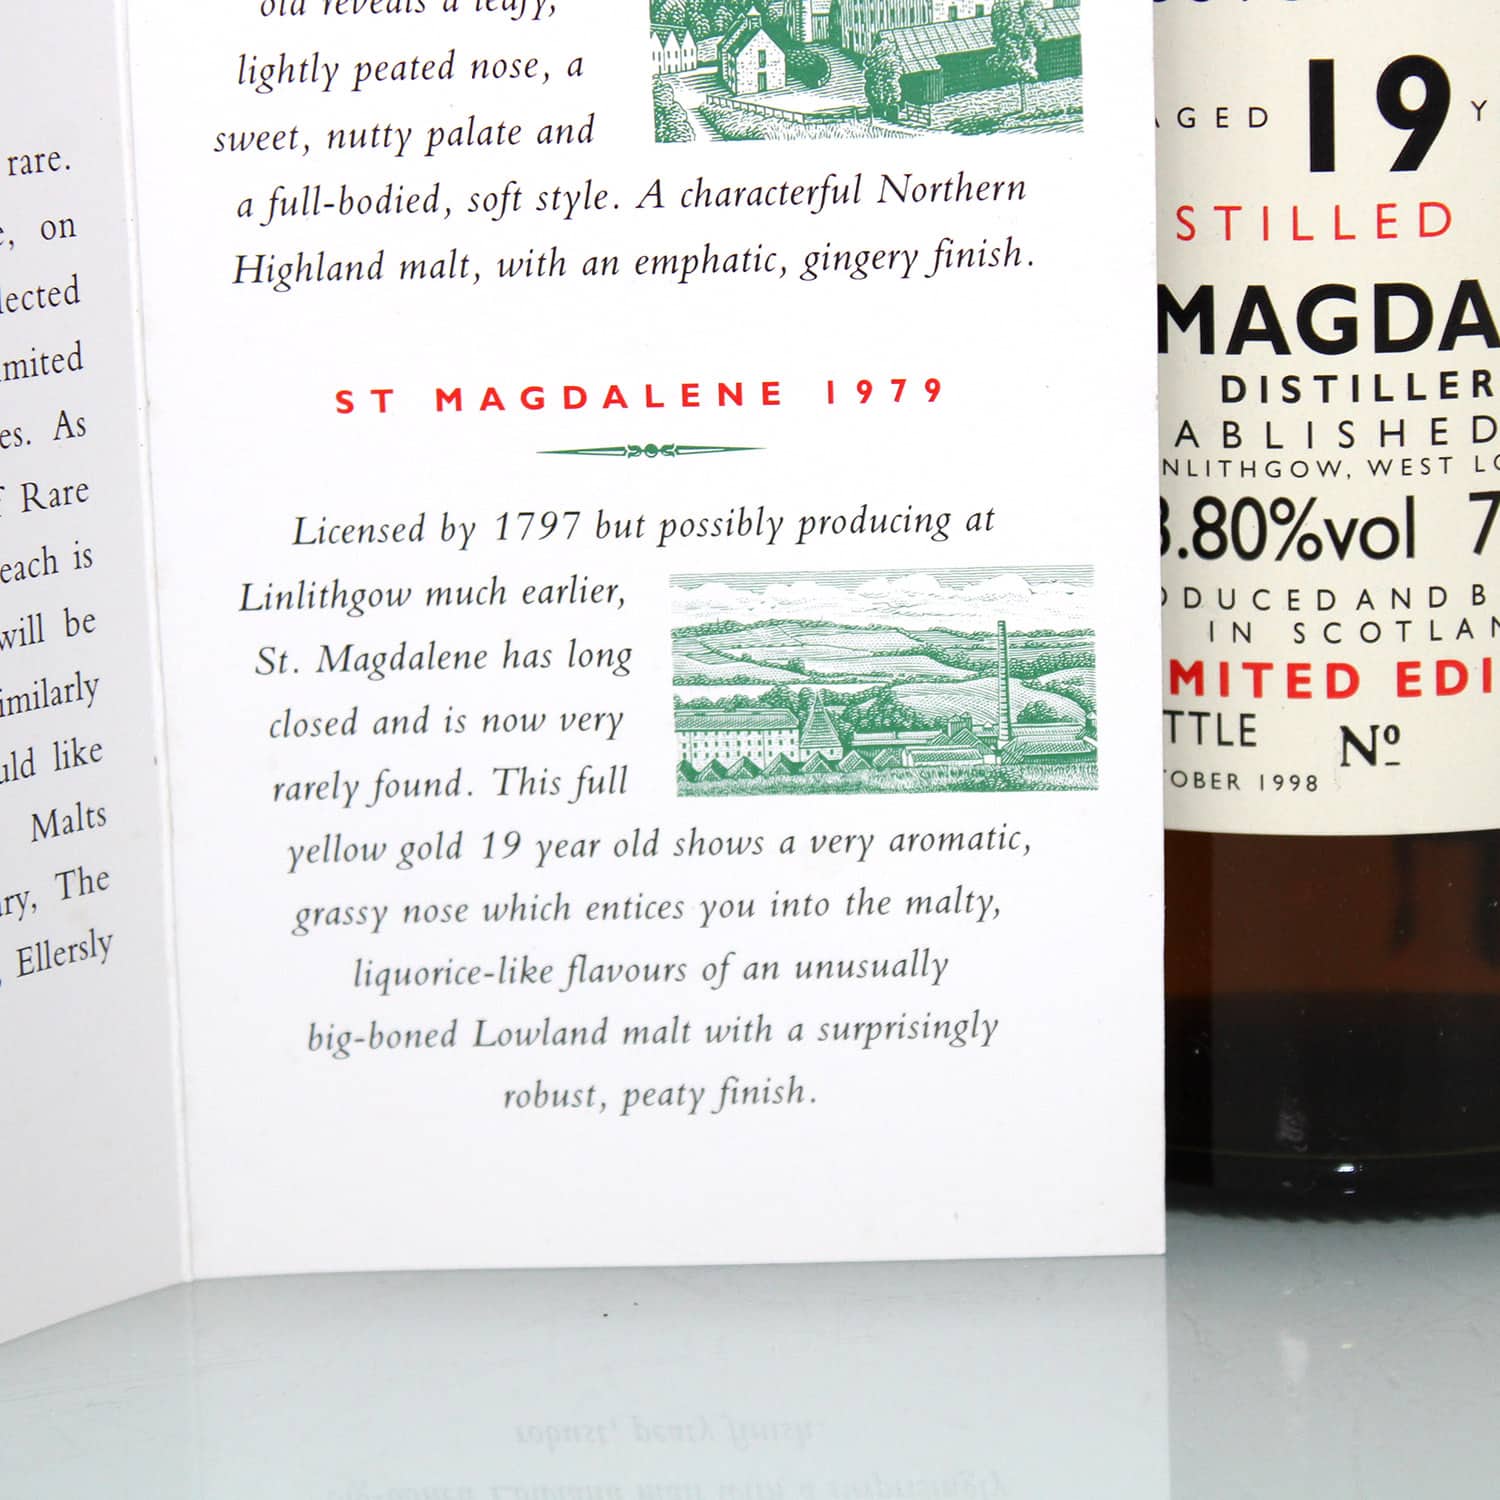 rare.
on
lected
mited
es. As
Rare
each is
will be
imilarly
uld like
Malts
ry, The
Ellersly
old reveals a leafy,
lightly peated nose, a
sweet, nutty palate and
a full-bodied, soft style. A characterful Northern
Highland malt, with an emphatic, gingery finish.
ST MAGDALENE 1979
Licensed by 1797 but possibly producing at
Linlithgow much earlier,
St. Magdalene has long
closed and is now very
rarely found. This full
yellow gold 19 year old shows a very aromatic,
grassy nose which entices you into the malty,
liquorice-like flavours of an unusually
big-boned Lowland malt with a surprisingly
robust, peaty finish.
GED 19 Y
STILLED
MAGDA
DISTILLER
ABLISHED
NLITHGOW, WEST LO
.80%vol 7
DUCED AND B
IN SCOTLAN
MITED EDI
TTLE Nº
OBER 1998